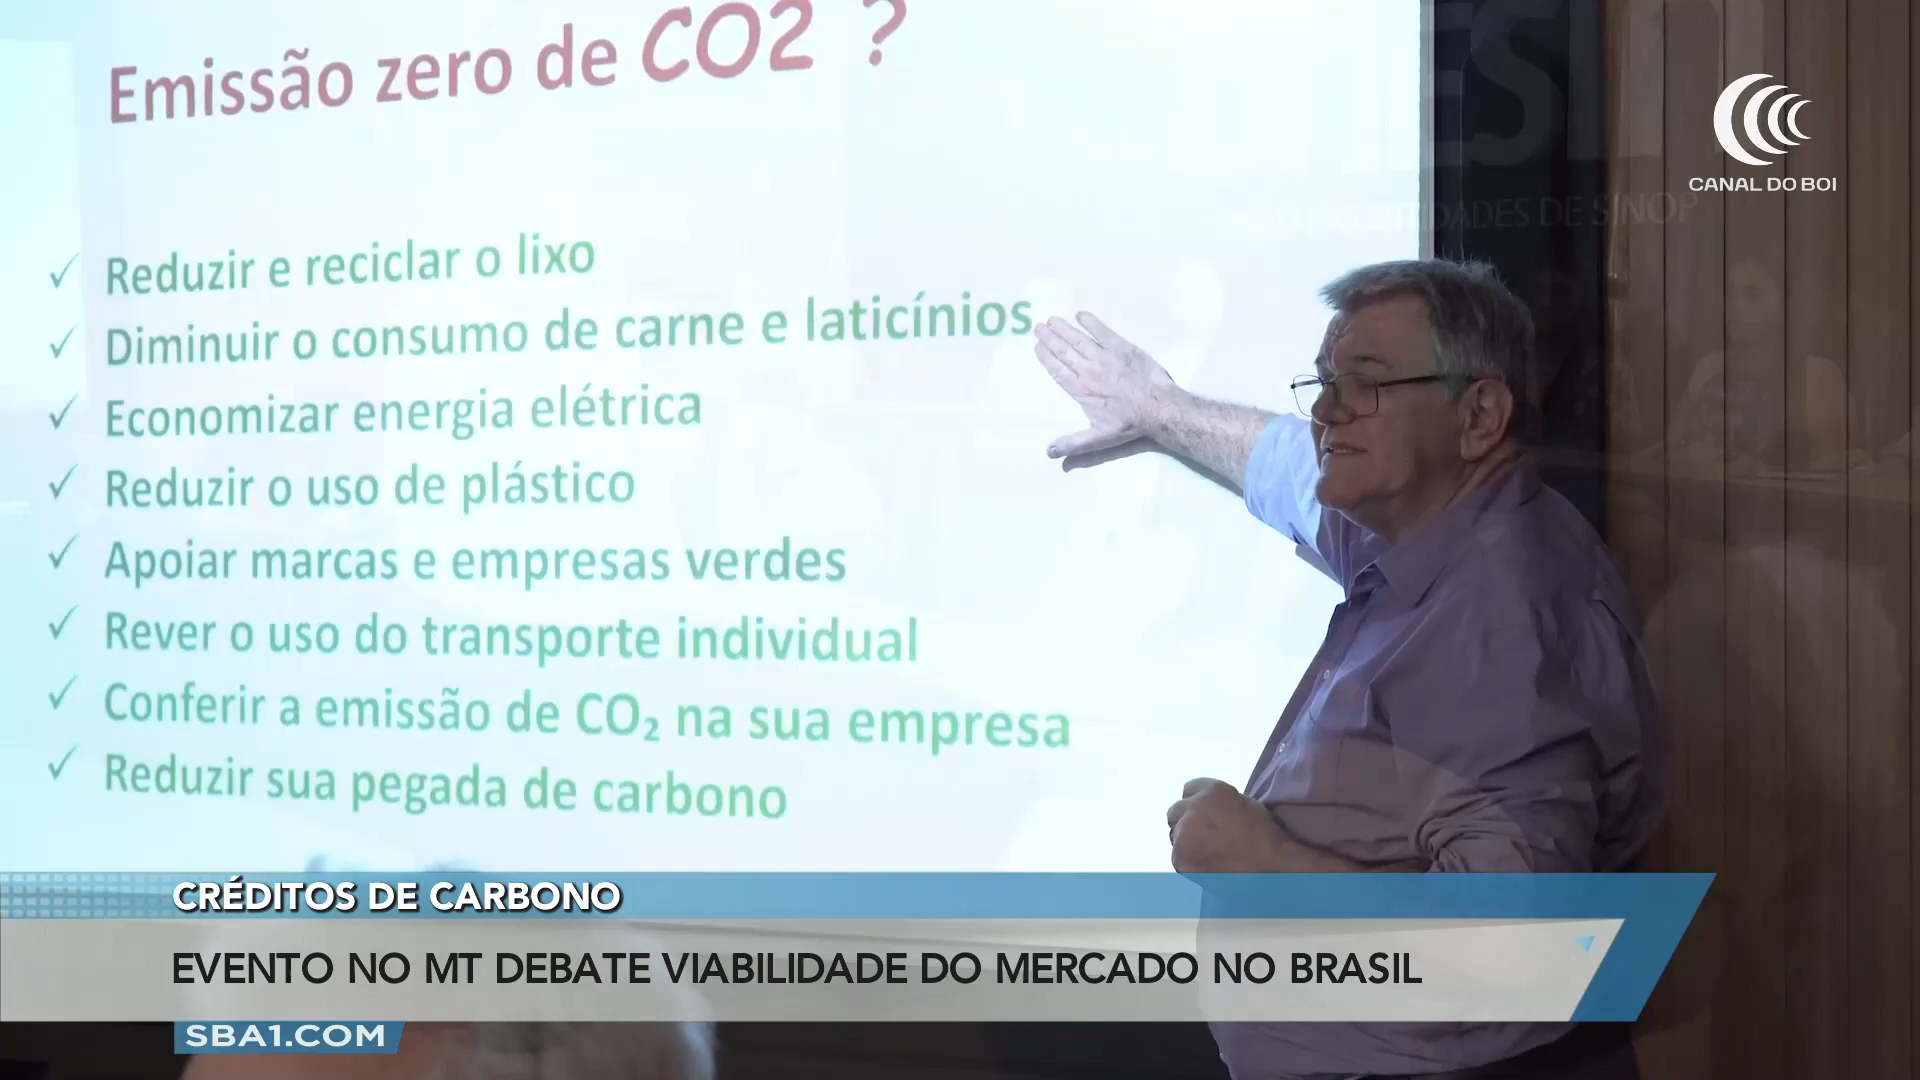 Emissão zero de CO2 ?
CANAL DO BOI
DADES DE SINOP
✓ Reduzir e reciclar o lixo
✓ Diminuir o consumo de carne e laticínios
✓ Economizar energia elétrica
✓ Reduzir o uso de plástico
✓ Apoiar marcas e empresas verdes
✓ Rever o uso do transporte individual
✓ Conferir a emissão de CO₂ na sua empresa
✓ Reduzir sua pegada de carbono
CRÉDITOS DE CARBONO
EVENTO NO MT DEBATE VIABILIDADE DO MERCADO NO BRASIL
SBA1.COM